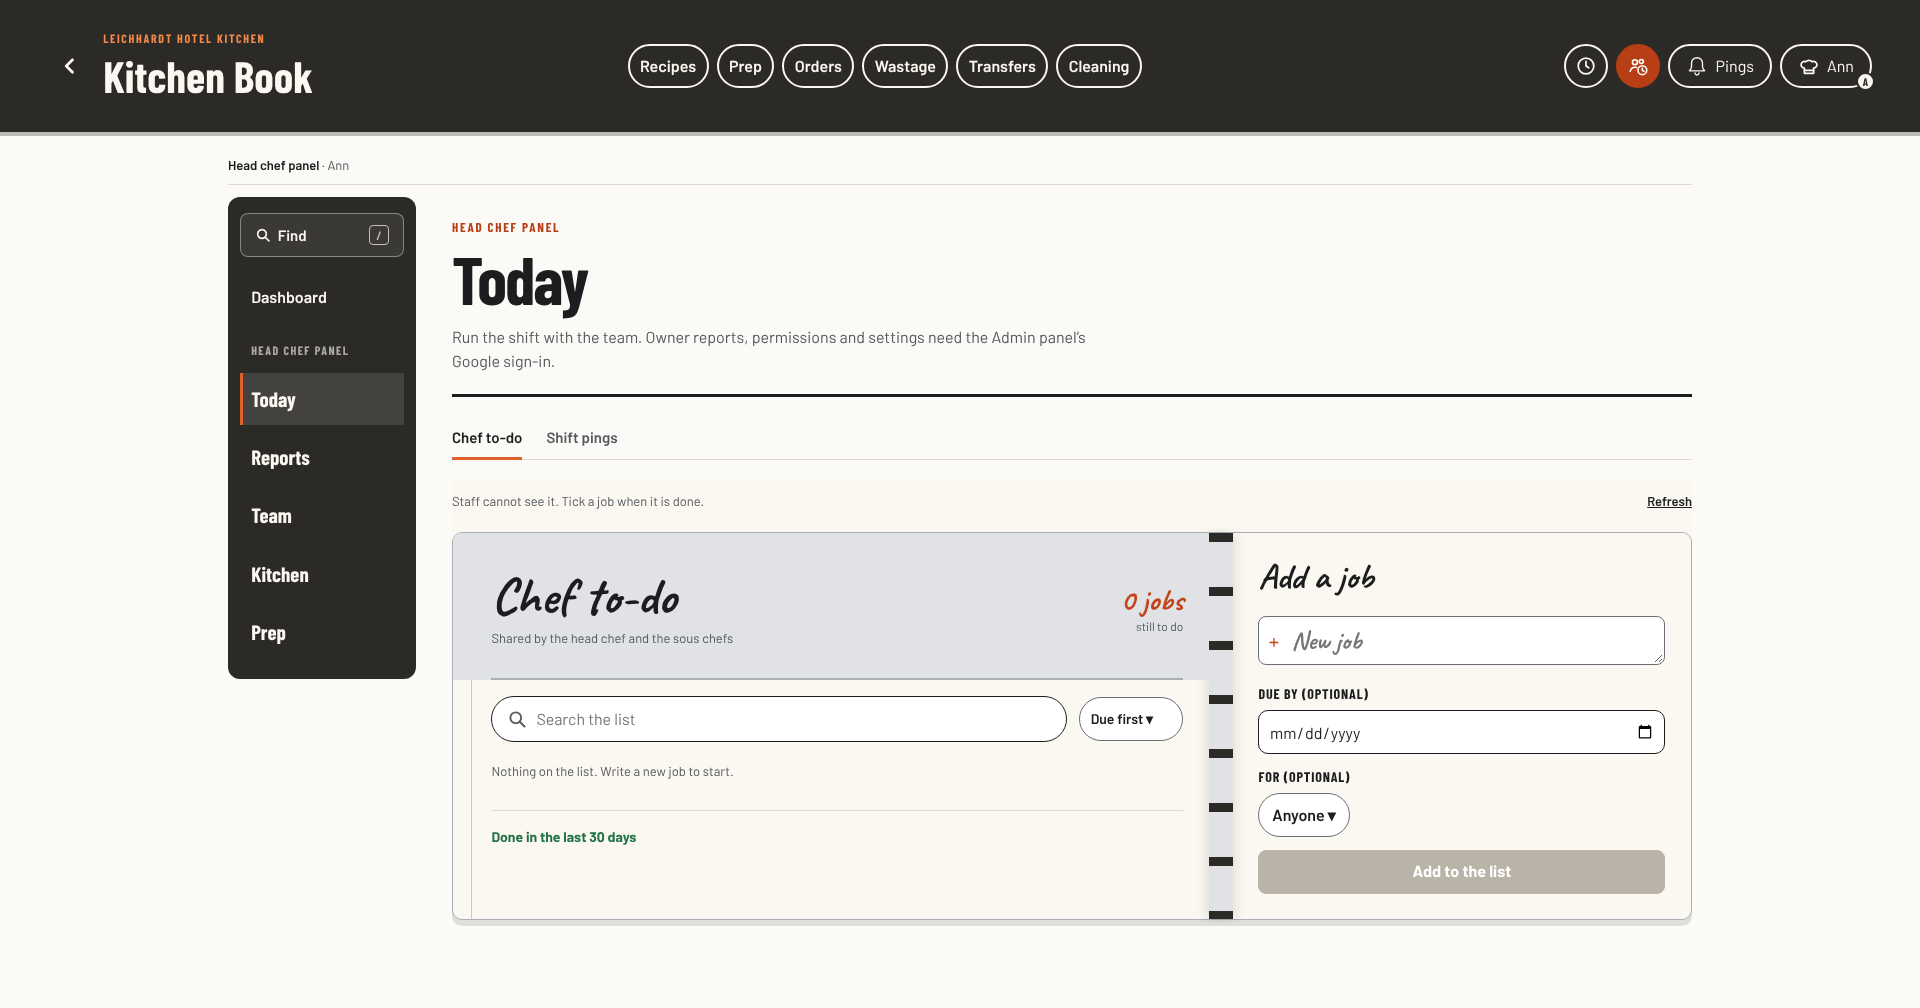 LEICHHARDT HOTEL KITCHEN
Kitchen Book
Recipes Prep Orders Wastage Transfers Cleaning
Pings
Ann
A
Head chef panel · Ann
Find /
Dashboard
HEAD CHEF PANEL
Today
Reports
Team
Kitchen
Prep
HEAD CHEF PANEL
Today
Run the shift with the team. Owner reports, permissions and settings need the Admin panel's
Google sign-in.
Chef to-do Shift pings
Staff cannot see it. Tick a job when it is done. Refresh
Chef to-do
Shared by the head chef and the sous chefs
0 jobs
still to do
Search the list
Due first ▾
Nothing on the list. Write a new job to start.
Done in the last 30 days
Add a job
+ New job
DUE BY (OPTIONAL)
mm/dd/yyyy
FOR (OPTIONAL)
Anyone ▾
Add to the list